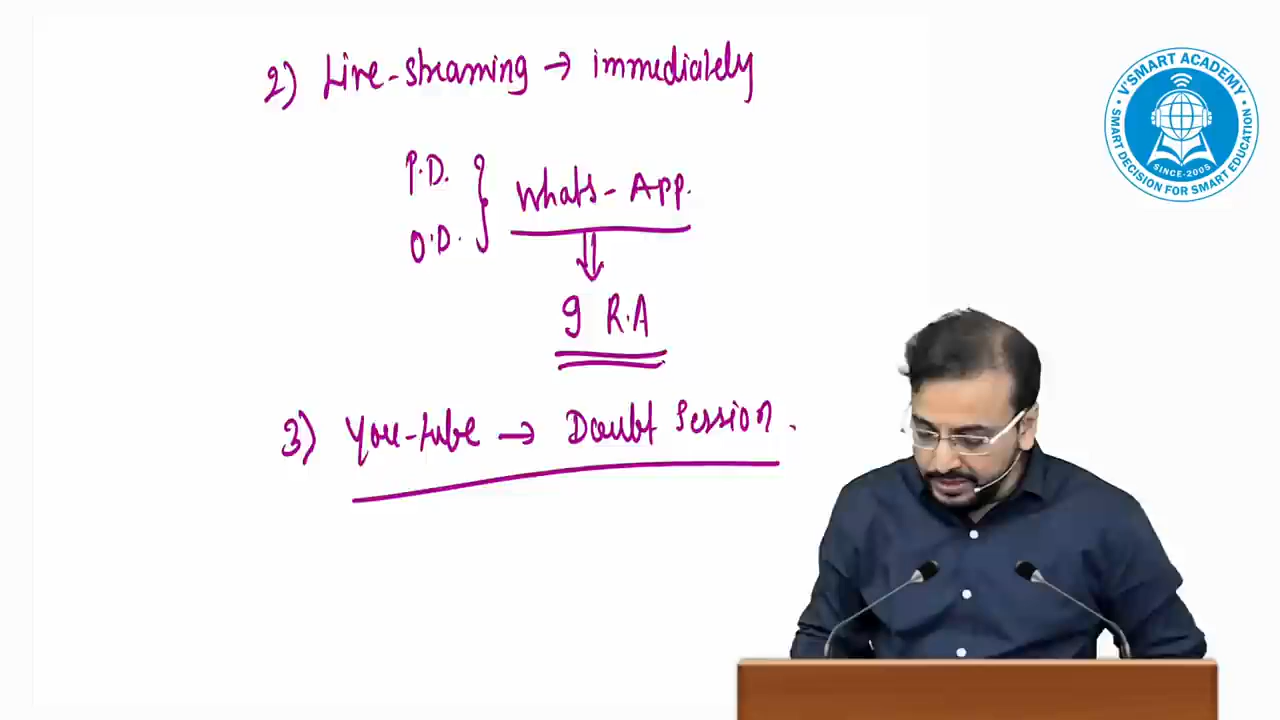 2) Live-streaming → immediately
P.D.
O.D. } Whats-App.
⇓
9 R.A
3) You-tube → Doubt Session.
V'SMART ACADEMY
SINCE-2005
SMART DECISION FOR SMART EDUCATION